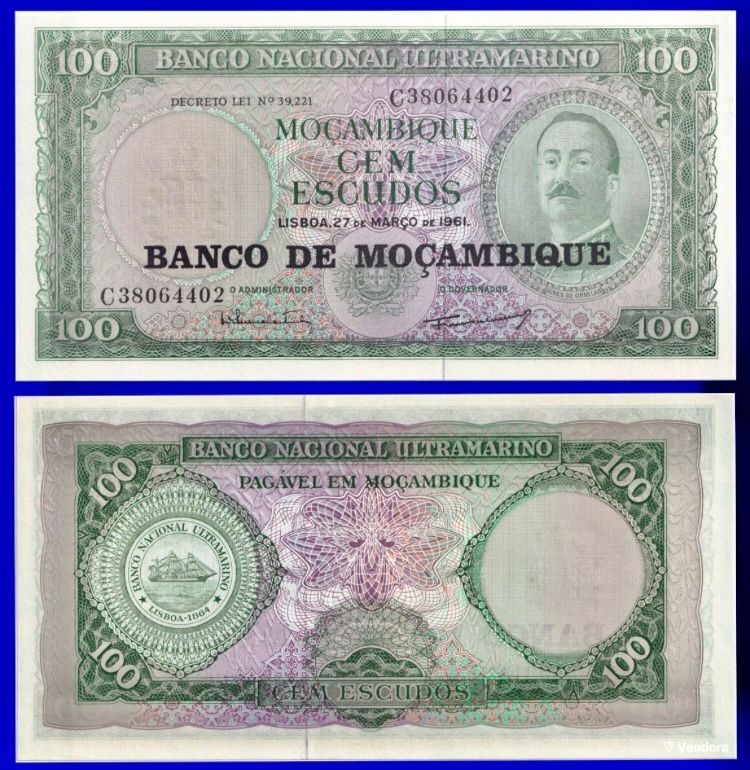 100 BANCO NACIONAL ULTRAMARINO 100
DECRETO LEI Nº 39,221 C38064402
MOÇAMBIQUE
CEM
ESCUDOS
LISBOA, 27 DE MARÇO DE 1961.
BANCO DE MOÇAMBIQUE
C38064402 O ADMINISTRADOR O GOVERNADOR
100 100
BANCO NACIONAL ULTRAMARINO
100 PAGÁVEL EM MOÇAMBIQUE 100
BANCO NACIONAL ULTRAMARINO
LISBOA-1864
100 100
CEM ESCUDOS
A
Vendora